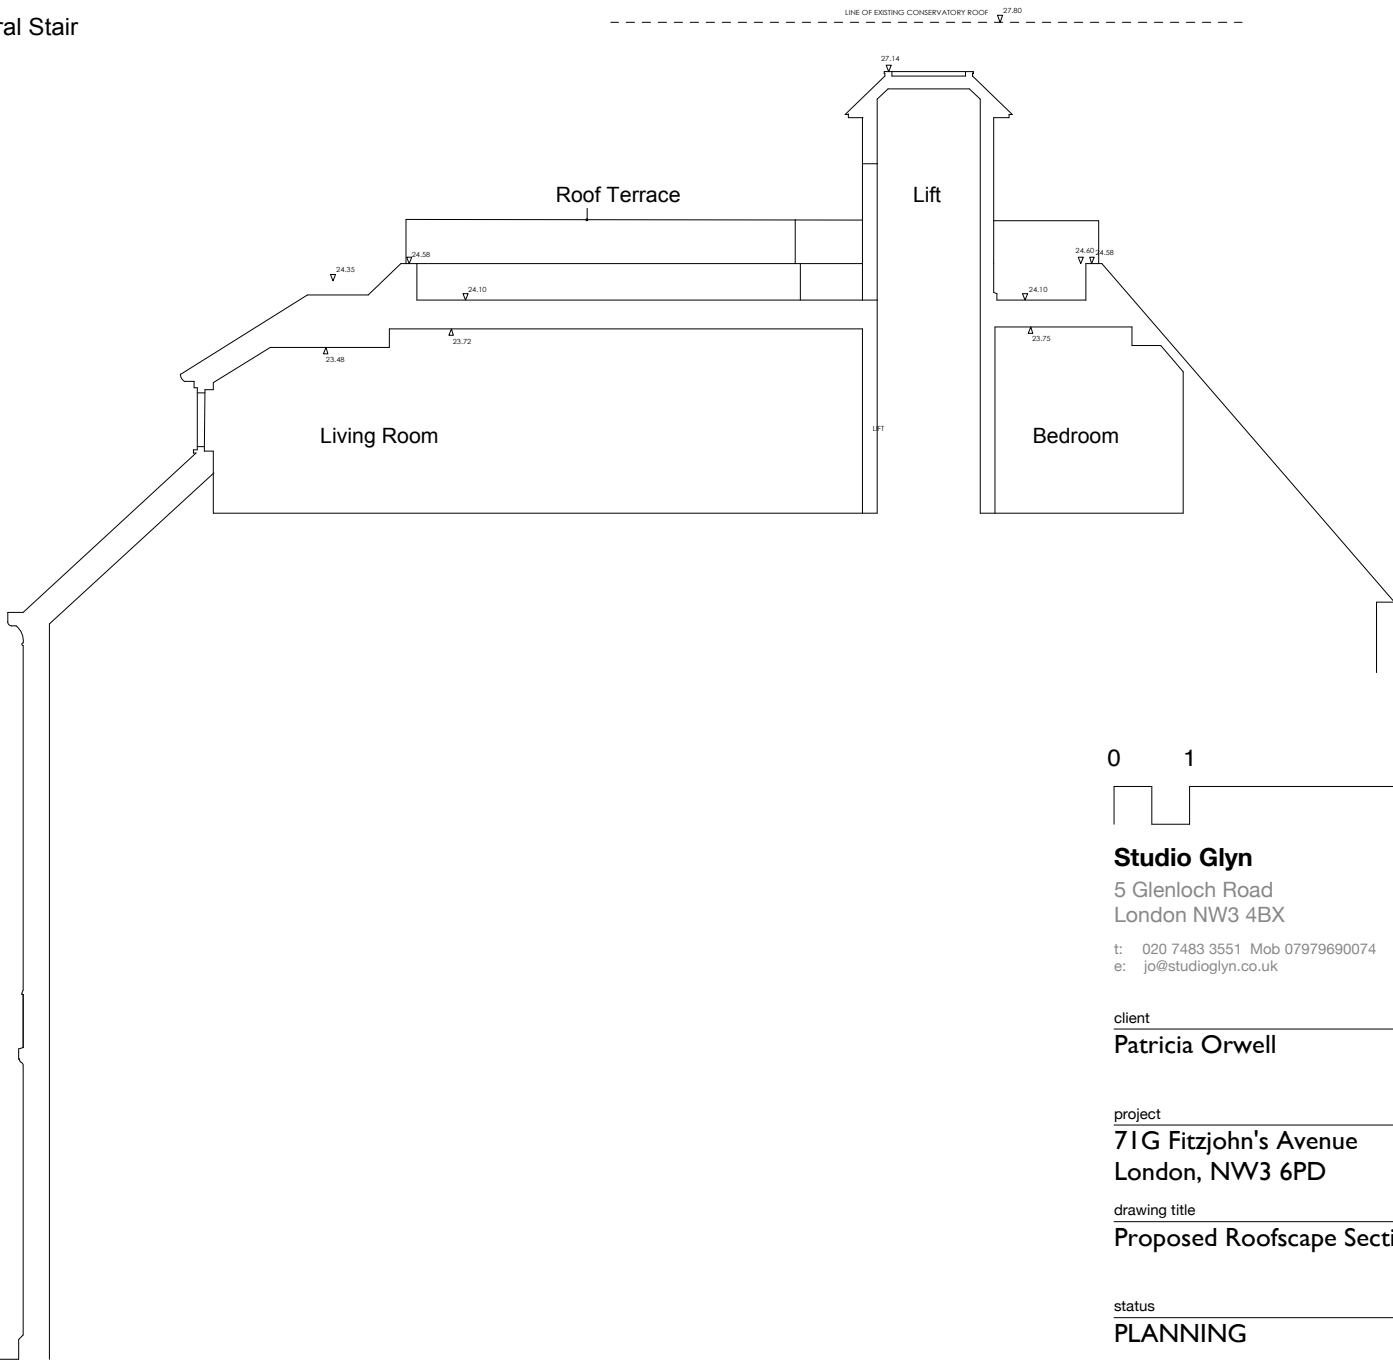 ral Stair
LINE OF EXISTING CONSERVATORY ROOF 27.80
27.14
Roof Terrace
Lift
24.35
24.58
24.60 24.58
24.10
24.10
23.72
23.75
23.48
Living Room
LIFT
Bedroom
0 1
Studio Glyn
5 Glenloch Road
London NW3 4BX
t: 020 7483 3551 Mob 07979690074
e: jo@studioglyn.co.uk
client
Patricia Orwell
project
71G Fitzjohn's Avenue
London, NW3 6PD
drawing title
Proposed Roofscape Secti
status
PLANNING